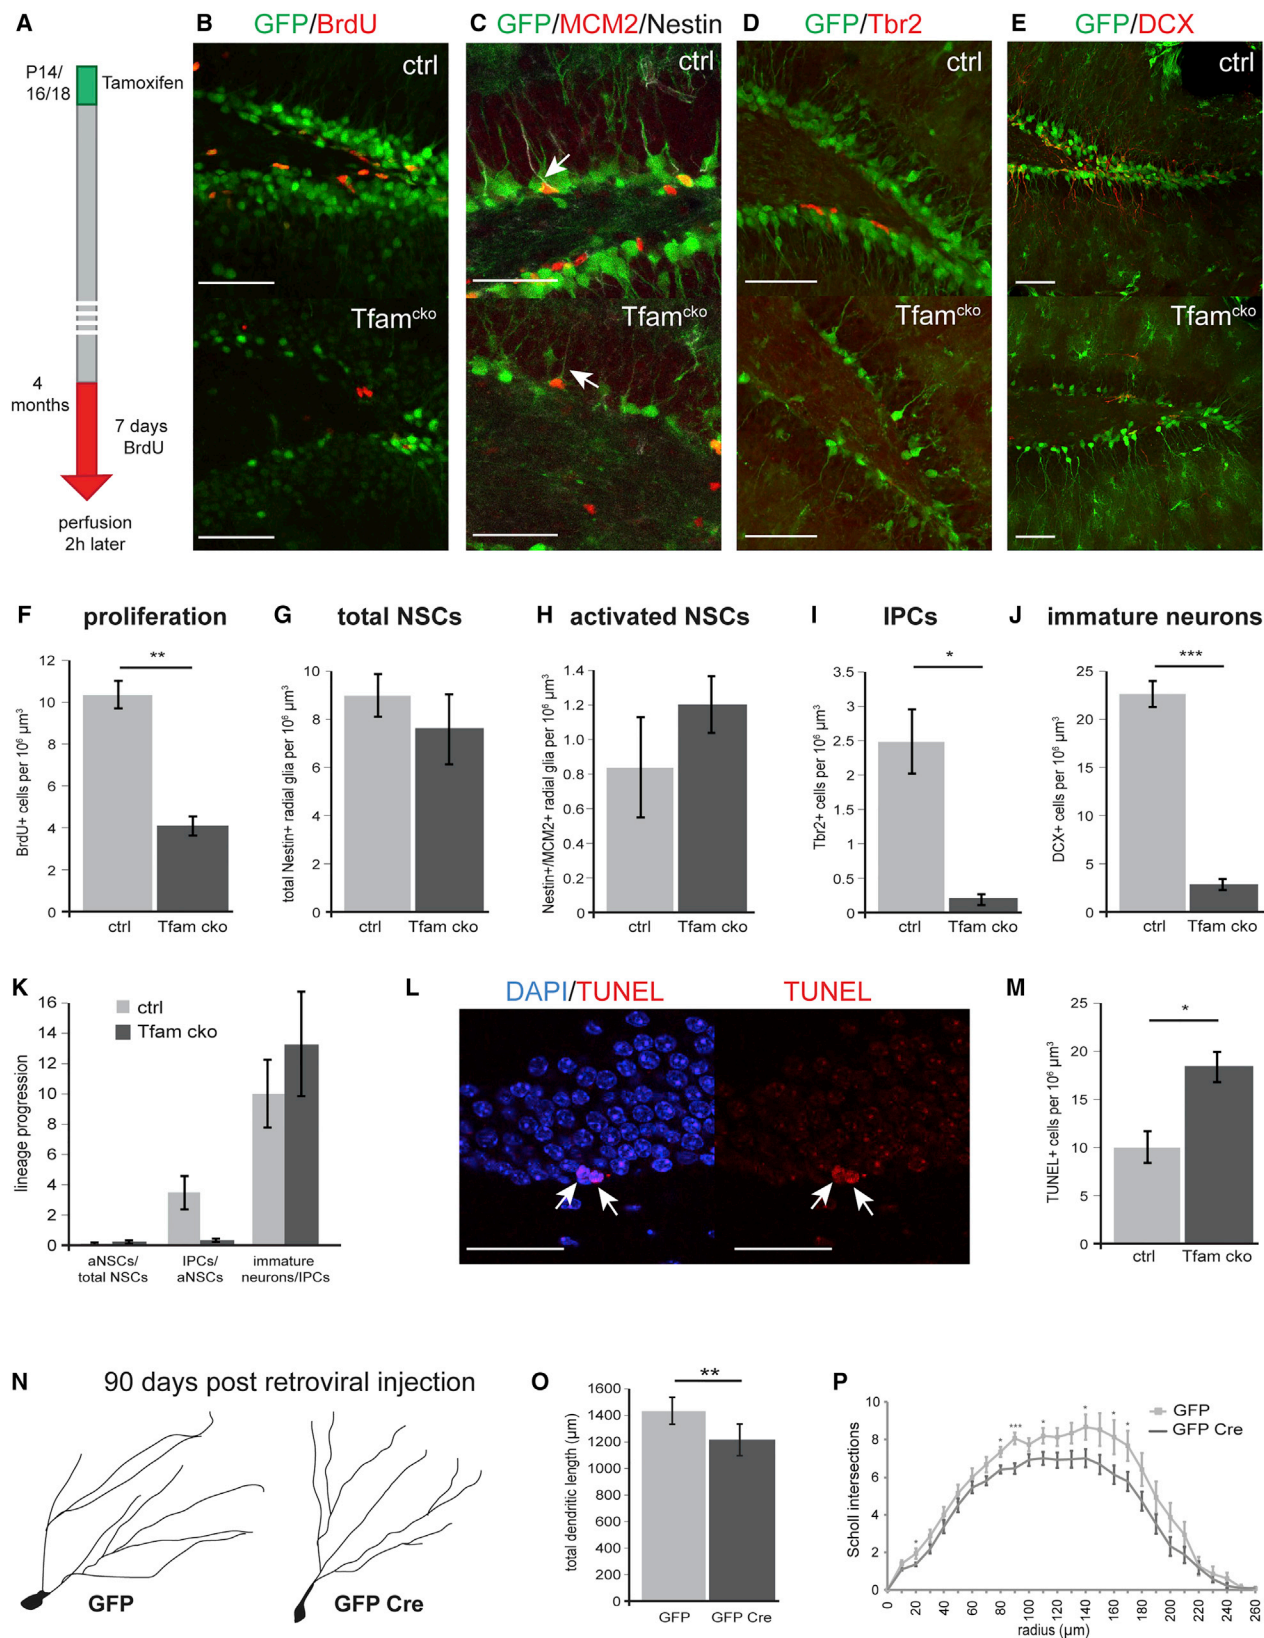 A
P14/
16/18
Tamoxifen
4
months
7 days
BrdU
perfusion
2h later
B GFP/BrdU
ctrl
Tfam^cko
C GFP/MCM2/Nestin
ctrl
Tfam^cko
D GFP/Tbr2
ctrl
Tfam^cko
E GFP/DCX
ctrl
Tfam^cko
F proliferation
BrdU+ cells per 10⁶ µm³
12
10
8
6
4
2
0
**
ctrl Tfam cko
G total NSCs
total Nestin+ radial glia per 10⁶ µm³
10
8
6
4
2
0
ctrl Tfam cko
H activated NSCs
Nestin+/MCM2+ radial glia per 10⁶ µm³
1.4
1.2
1.0
0.8
0.6
0.4
0.2
0
ctrl Tfam cko
I IPCs
Tbr2+ cells per 10⁶ µm³
3.5
3
2.5
2
1.5
1
0.5
0
*
ctrl Tfam cko
J immature neurons
DCX+ cells per 10⁶ µm³
25
20
15
10
5
0
***
ctrl Tfam cko
K
lineage progression
16
14
12
10
8
6
4
2
0
ctrl
Tfam cko
aNSCs/
total NSCs
IPCs/
aNSCs
immature
neurons/IPCs
L DAPI/TUNEL TUNEL
M
TUNEL+ cells per 10⁶ µm³
25
20
15
10
5
0
*
ctrl Tfam cko
N 90 days post retroviral injection
GFP GFP Cre
O
total dendritic length (µm)
1600
1400
1200
1000
800
600
400
200
0
**
GFP GFP Cre
P
Scholl intersections
10
8
6
4
2
0
GFP
GFP Cre
* * *** * * * *
0 20 40 60 80 100 120 140 160 180 200 220 240 260
radius (µm)